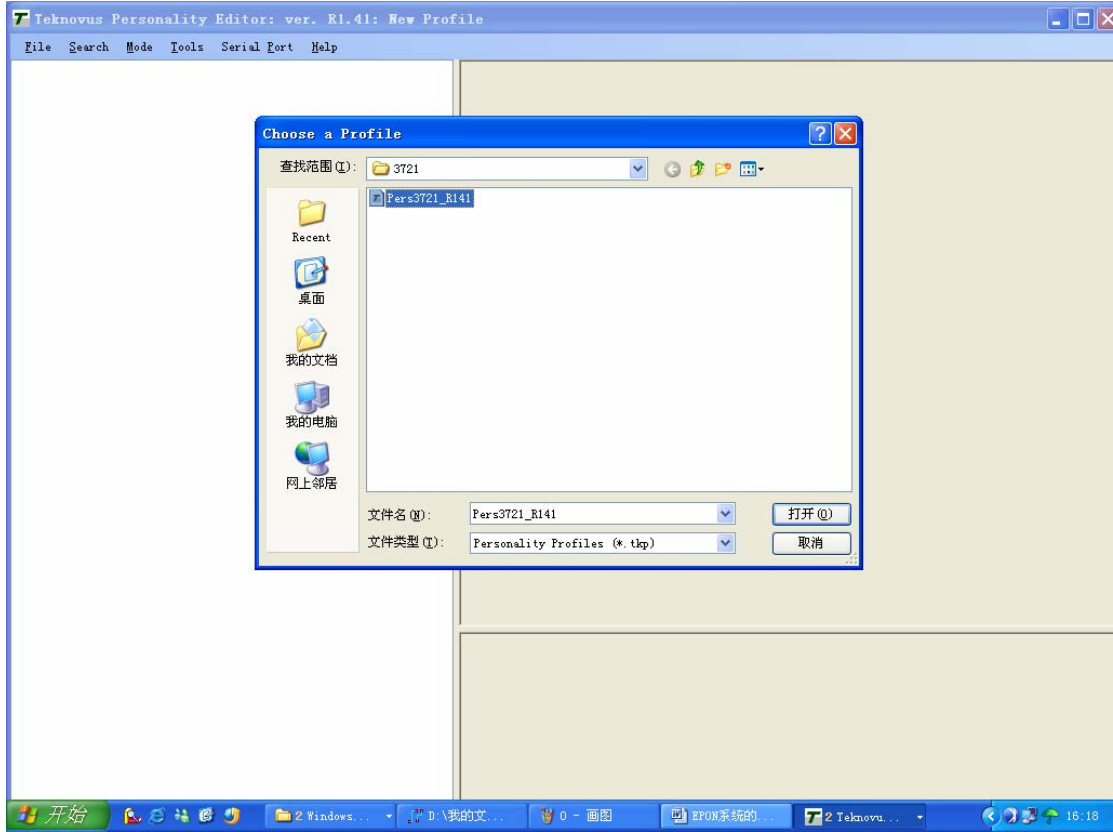 Teknovus Personality Editor: ver. R1.41: New Profile
File Search Mode Tools Serial Port Help
Choose a Profile
查找范围(I): 3721
Pers3721_R141
Recent
桌面
我的文档
我的电脑
网上邻居
文件名(N): Pers3721_R141 打开(O)
文件类型(T): Personality Profiles (*.tkp) 取消
开始 2 Windows... D:\我的文... 0 - 画图 EPON系统的... 2 Teknovu... 16:18